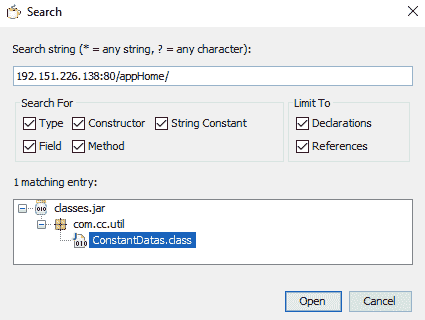 Search
Search string (* = any string, ? = any character):
192.151.226.138:80/appHome/
Search For
Type Constructor String Constant
Field Method
Limit To
Declarations
References
1 matching entry:
classes.jar
com.cc.util
ConstantDatas.class
Open Cancel